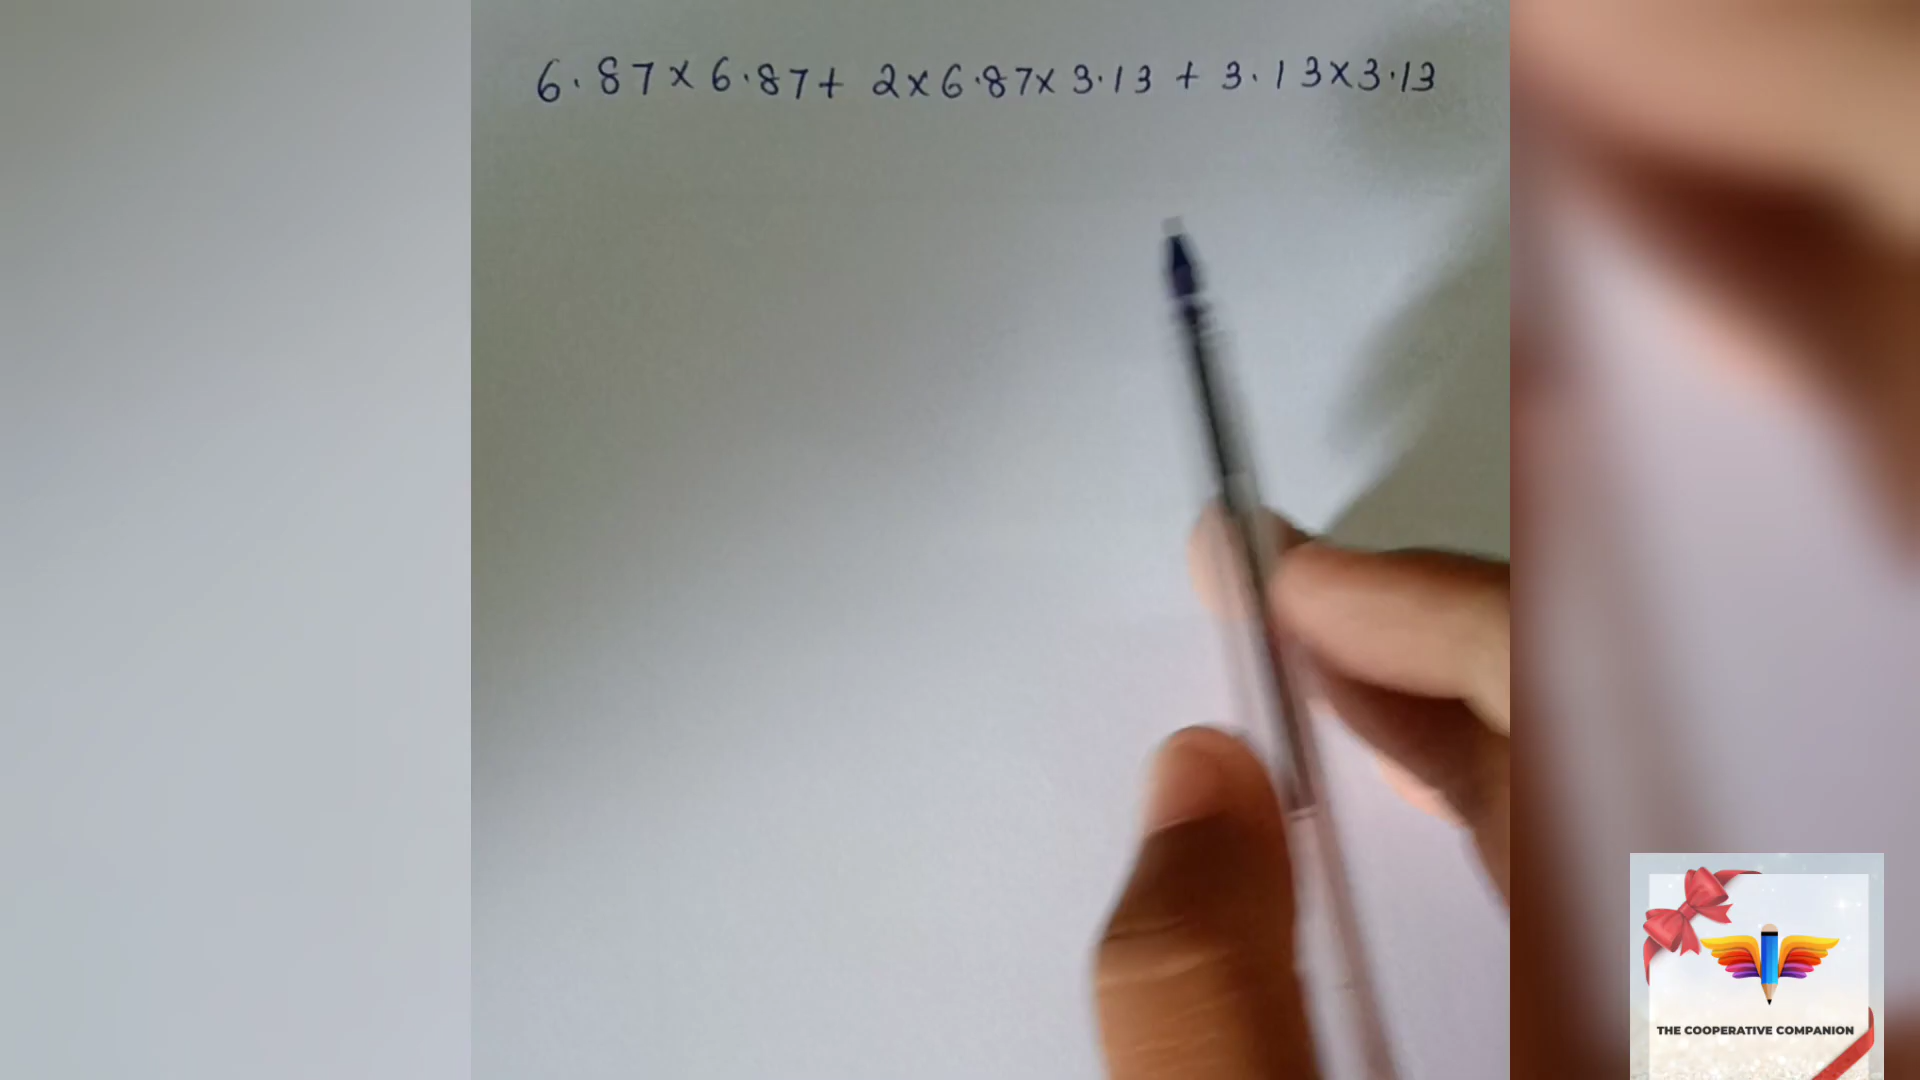 6.87 x 6.87 + 2 x 6.87 x 3.13 + 3.13 x 3.13
THE COOPERATIVE COMPANION